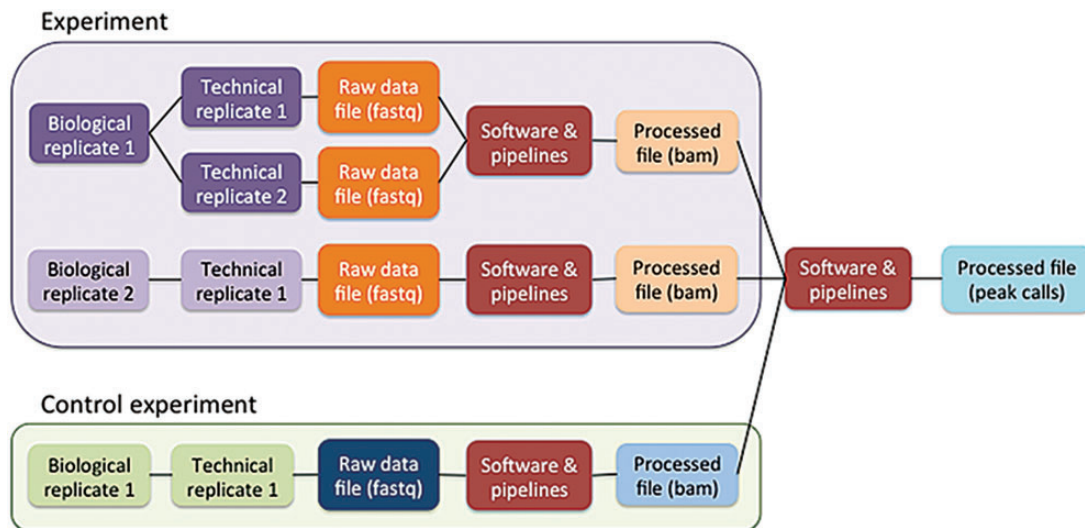 Experiment
Technical
replicate 1
Raw data
file (fastq)
Biological
replicate 1
Software &
pipelines
Processed
file (bam)
Technical
replicate 2
Raw data
file (fastq)
Biological
replicate 2
Technical
replicate 1
Raw data
file (fastq)
Software &
pipelines
Processed
file (bam)
Software &
pipelines
Processed file
(peak calls)
Control experiment
Biological
replicate 1
Technical
replicate 1
Raw data
file (fastq)
Software &
pipelines
Processed
file (bam)